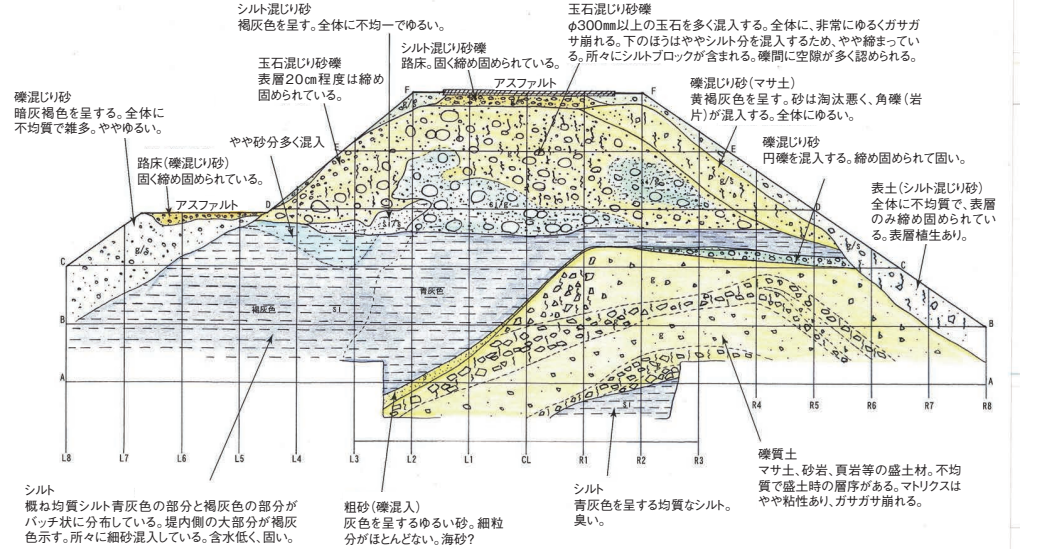 シルト混じり砂
褐灰色を呈す。全体に不均一でゆるい。
玉石混じり砂礫
φ300mm以上の玉石を多く混入する。全体に、非常にゆるくガサガ
サ崩れる。下のほうはややシルト分を混入するため、やや締まってい
る。所々にシルトブロックが含まれる。礫間に空隙が多く認められる。
シルト混じり砂礫
路床。固く締め固められている。
玉石混じり砂礫
表層20cm程度は締め
固められている。
アスファルト
礫混じり砂(マサ土)
黄褐灰色を呈す。砂は淘汰悪く、角礫(岩
片)が混入する。全体にゆるい。
礫混じり砂
暗灰褐色を呈する。全体に
不均質で雑多。ややゆるい。
やや砂分多く混入
礫混じり砂
円礫を混入する。締め固められて固い。
路床(礫混じり砂)
固く締め固められている。
アスファルト
表土(シルト混じり砂)
全体に不均質で、表層
のみ締め固められてい
る。表層植生あり。
F
F
E
E
D
D
C
C
B
B
A
A
g/s
g/s
g/s
g/s
g/s
si/g
si/s
g
褐灰色
si
青灰色
si
L8
L7
L6
L5
L4
L3
L2
L1
CL
R1
R2
R3
R4
R5
R6
R7
R8
シルト
概ね均質シルト青灰色の部分と褐灰色の部分が
バッチ状に分布している。堤内側の大部分が褐灰
色示す。所々に細砂混入している。含水低く、固い。
粗砂(礫混入)
灰色を呈するゆるい砂。細粒
分がほとんどない。海砂?
シルト
青灰色を呈する均質なシルト。
臭い。
礫質土
マサ土、砂岩、頁岩等の盛土材。不均
質で盛土時の層序がある。マトリクスは
やや粘性あり、ガサガサ崩れる。